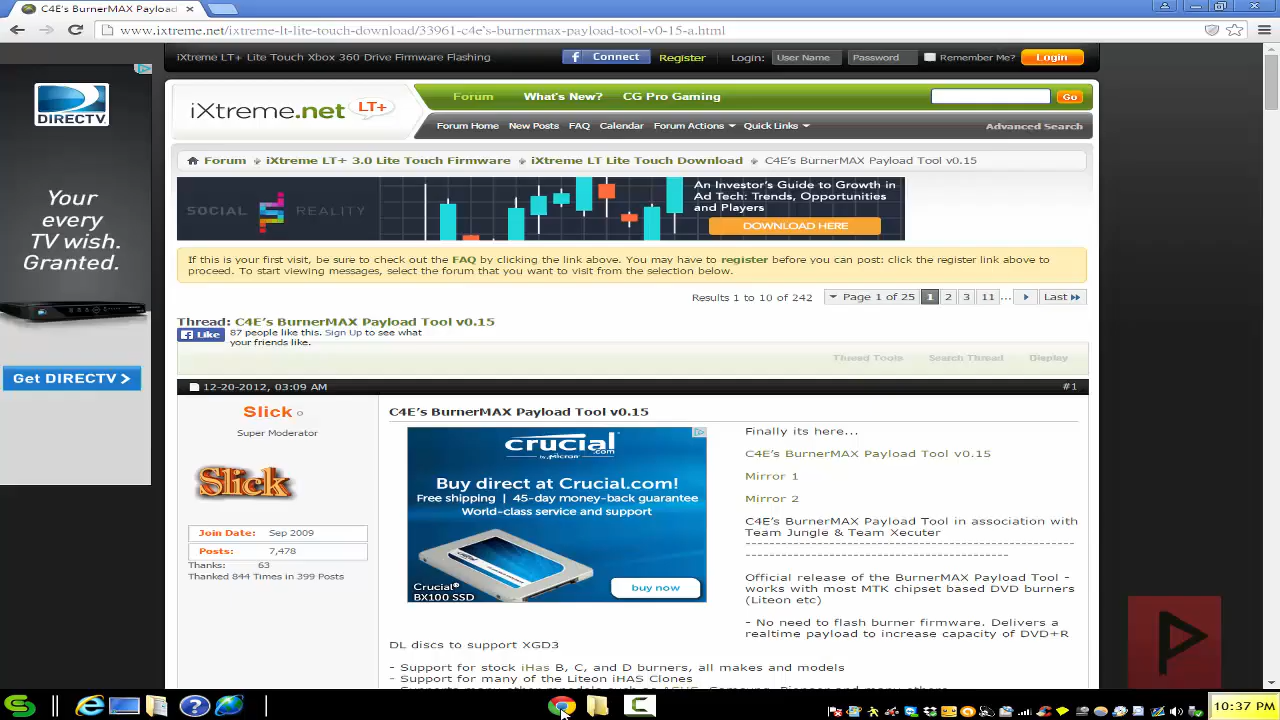 C4E's BurnerMAX Payload
www.ixtreme.net/ixtreme-lt-lite-touch-download/33961-c4e's-burnermax-payload-tool-v0-15-a.html
iXtreme LT+ Lite Touch Xbox 360 Drive Firmware Flashing
Connect
Register
Login:
User Name
Password
Remember Me?
Login
iXtreme.net LT+
Forum
What's New?
CG Pro Gaming
Go
Forum Home
New Posts
FAQ
Calendar
Forum Actions
Quick Links
Advanced Search
Forum
iXtreme LT+ 3.0 Lite Touch Firmware
iXtreme LT Lite Touch Download
C4E's BurnerMAX Payload Tool v0.15
DIRECTV
Your
every
TV wish.
Granted.
Get DIRECTV >
SOCIAL S REALITY
An Investor's Guide to Growth in
Ad Tech: Trends, Opportunities
and Players
DOWNLOAD HERE
If this is your first visit, be sure to check out the FAQ by clicking the link above. You may have to register before you can post: click the register link above to
proceed. To start viewing messages, select the forum that you want to visit from the selection below.
Results 1 to 10 of 242
Page 1 of 25
1
2
3
11
...
Last
Thread: C4E's BurnerMAX Payload Tool v0.15
Like
87 people like this. Sign Up to see what
your friends like.
Thread Tools
Search Thread
Display
12-20-2012, 03:09 AM
#1
Slick
Super Moderator
Slick
Join Date: Sep 2009
Posts: 7,478
Thanks: 63
Thanked 844 Times in 399 Posts
C4E's BurnerMAX Payload Tool v0.15
crucial.com
by Micron
Buy direct at Crucial.com!
Free shipping | 45-day money-back guarantee
World-class service and support
Crucial®
BX100 SSD
buy now
Finally its here...
C4E's BurnerMAX Payload Tool v0.15
Mirror 1
Mirror 2
C4E's BurnerMAX Payload Tool in association with
Team Jungle & Team Xecuter
--------------------------------------------------
----------------------------------------
Official release of the BurnerMAX Payload Tool -
works with most MTK chipset based DVD burners
(Liteon etc)
- No need to flash burner firmware. Delivers a
realtime payload to increase capacity of DVD+R
DL discs to support XGD3
- Support for stock iHas B, C, and D burners, all makes and models
- Support for many of the Liteon iHAS Clones
10:37 PM